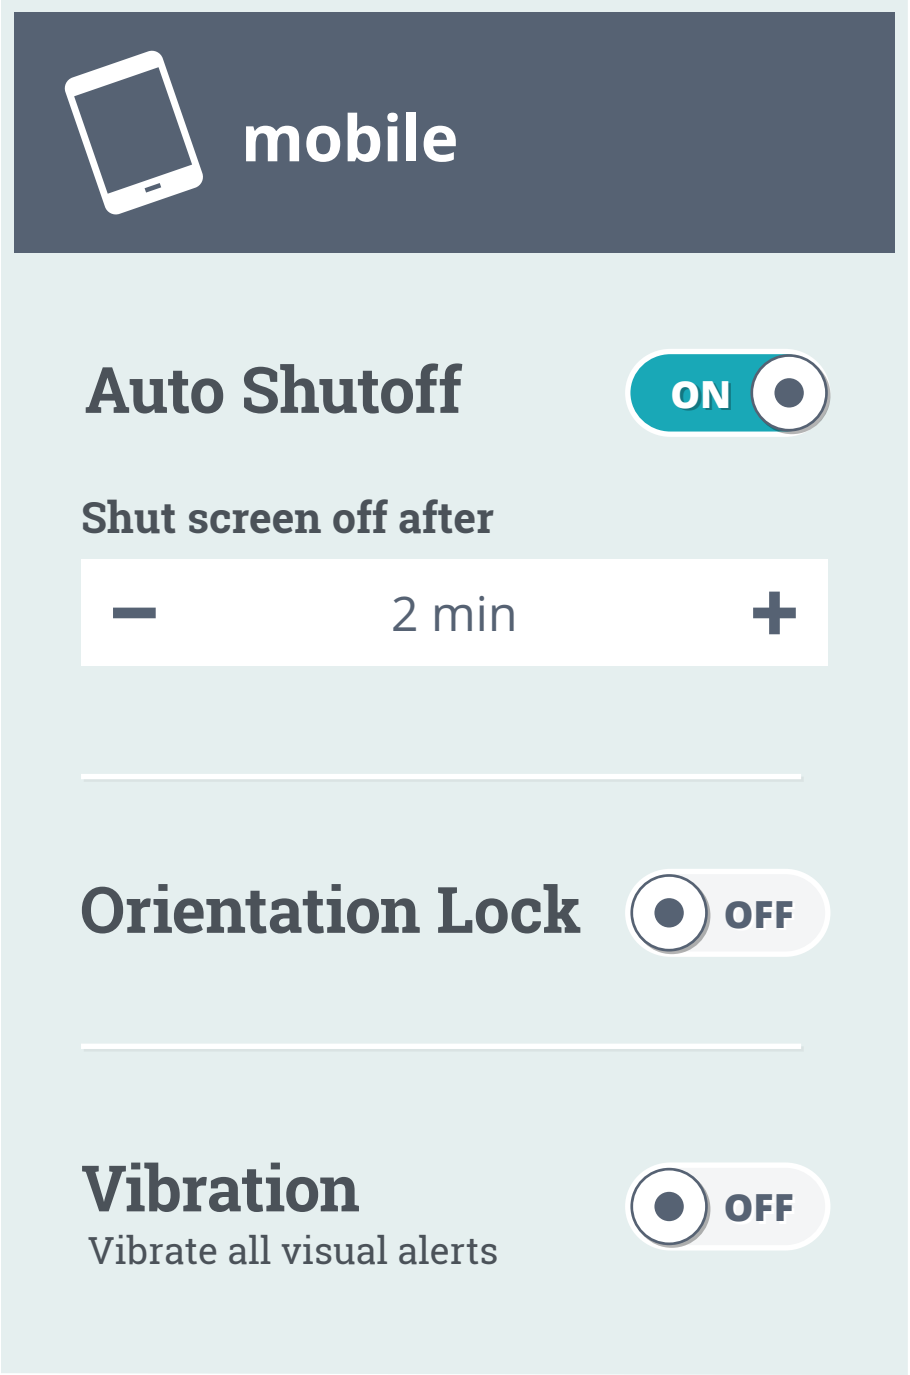 mobile
Auto Shutoff
ON
Shut screen off after
2 min
Orientation Lock
OFF
Vibration
OFF
Vibrate all visual alerts